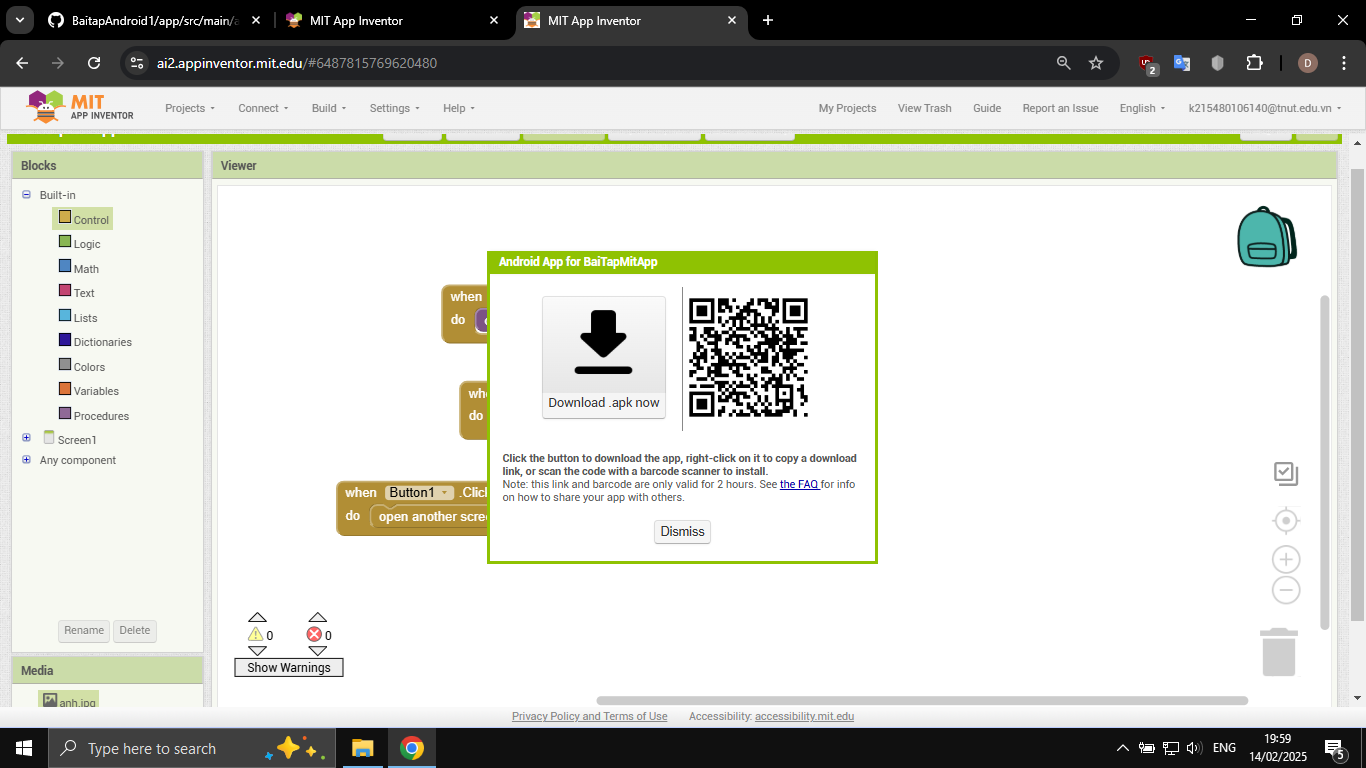 BaitapAndroid1/app/src/main/a
MIT App Inventor
MIT App Inventor
ai2.appinventor.mit.edu/#6487815769620480
2
D
MIT
APP INVENTOR
Projects
Connect
Build
Settings
Help
My Projects
View Trash
Guide
Report an Issue
English
k215480106140@tnut.edu.vn
Blocks
Viewer
Built-in
Control
Logic
Math
Text
Lists
Dictionaries
Colors
Variables
Procedures
Screen1
Any component
Rename
Delete
Media
anh.jpg
when
do
do
when Button1 .Click
do open another scree
Android App for BaiTapMitApp
Download .apk now
Click the button to download the app, right-click on it to copy a download
link, or scan the code with a barcode scanner to install.
Note: this link and barcode are only valid for 2 hours. See the FAQ for info
on how to share your app with others.
Dismiss
0
0
Show Warnings
Privacy Policy and Terms of Use
Accessibility: accessibility.mit.edu
Type here to search
ENG
19:59
14/02/2025
5